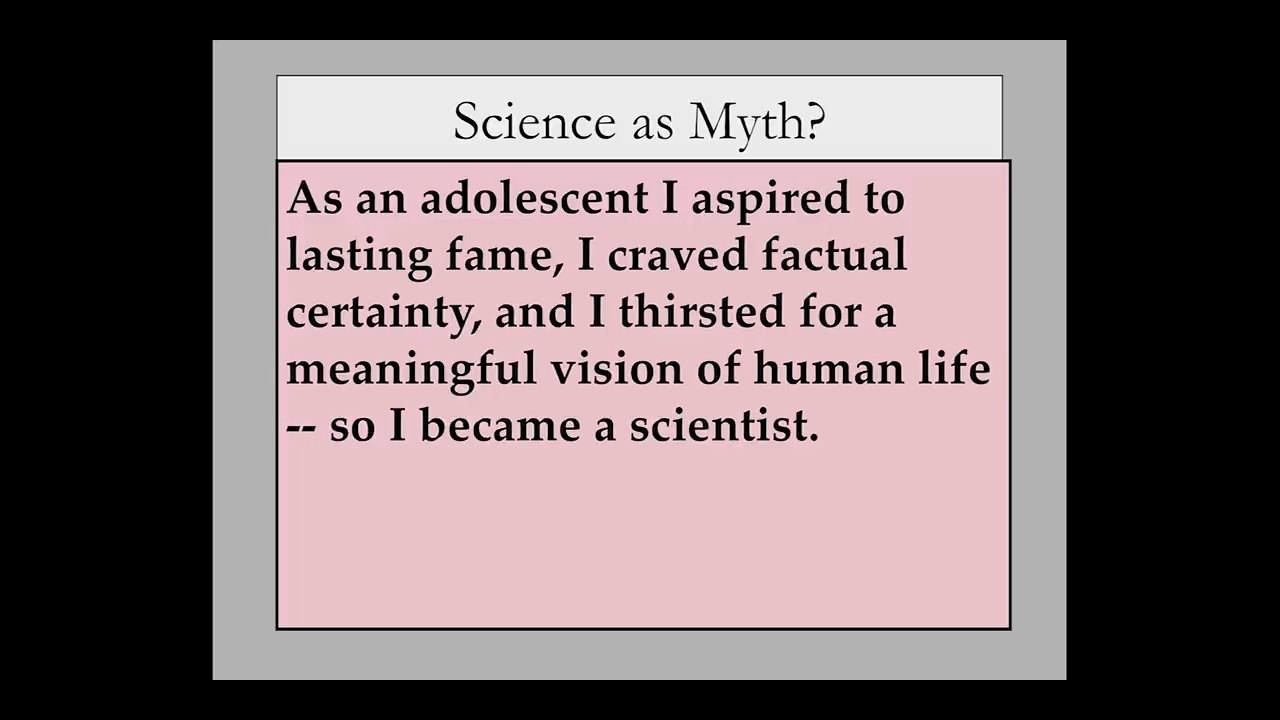 Science as Myth?
As an adolescent I aspired to
lasting fame, I craved factual
certainty, and I thirsted for a
meaningful vision of human life
-- so I became a scientist.